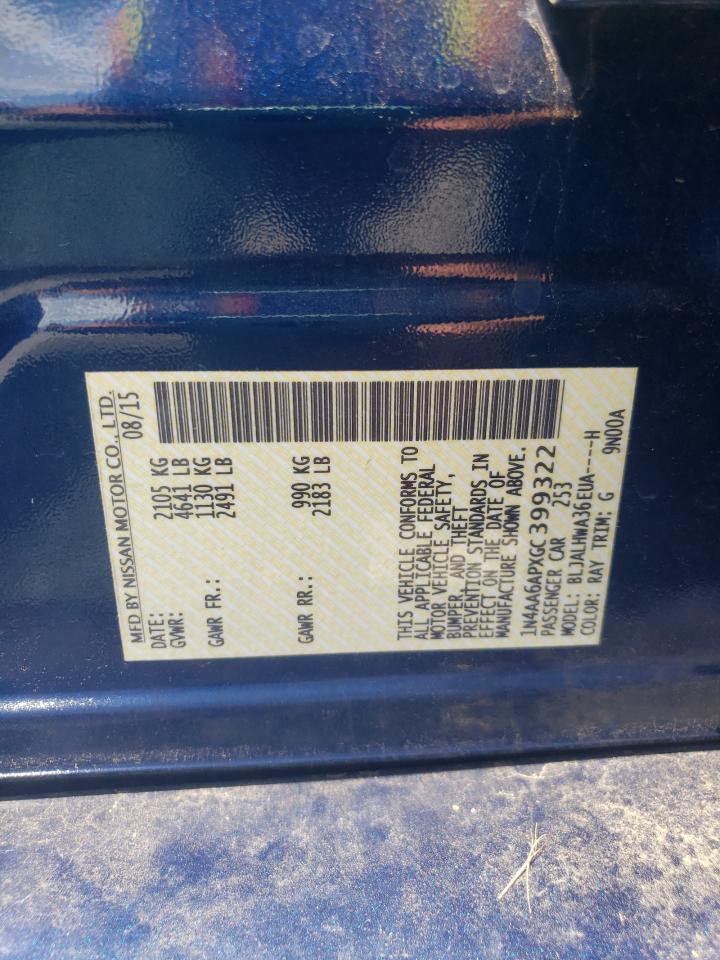 MFD BY NISSAN MOTOR CO., LTD.
DATE: 08/15
GVWR: 2105 KG
4641 LB
GAWR FR.: 1130 KG
2491 LB
GAWR RR.: 990 KG
2183 LB
THIS VEHICLE CONFORMS TO
ALL APPLICABLE FEDERAL
MOTOR VEHICLE SAFETY,
BUMPER, AND THEFT
PREVENTION STANDARDS IN
EFFECT ON THE DATE OF
MANUFACTURE SHOWN ABOVE.
1N4AA6APXGC399322
PASSENGER CAR Z53
MODEL: BLJALHWA36EUA----H
COLOR: RAY TRIM: G 9N00A